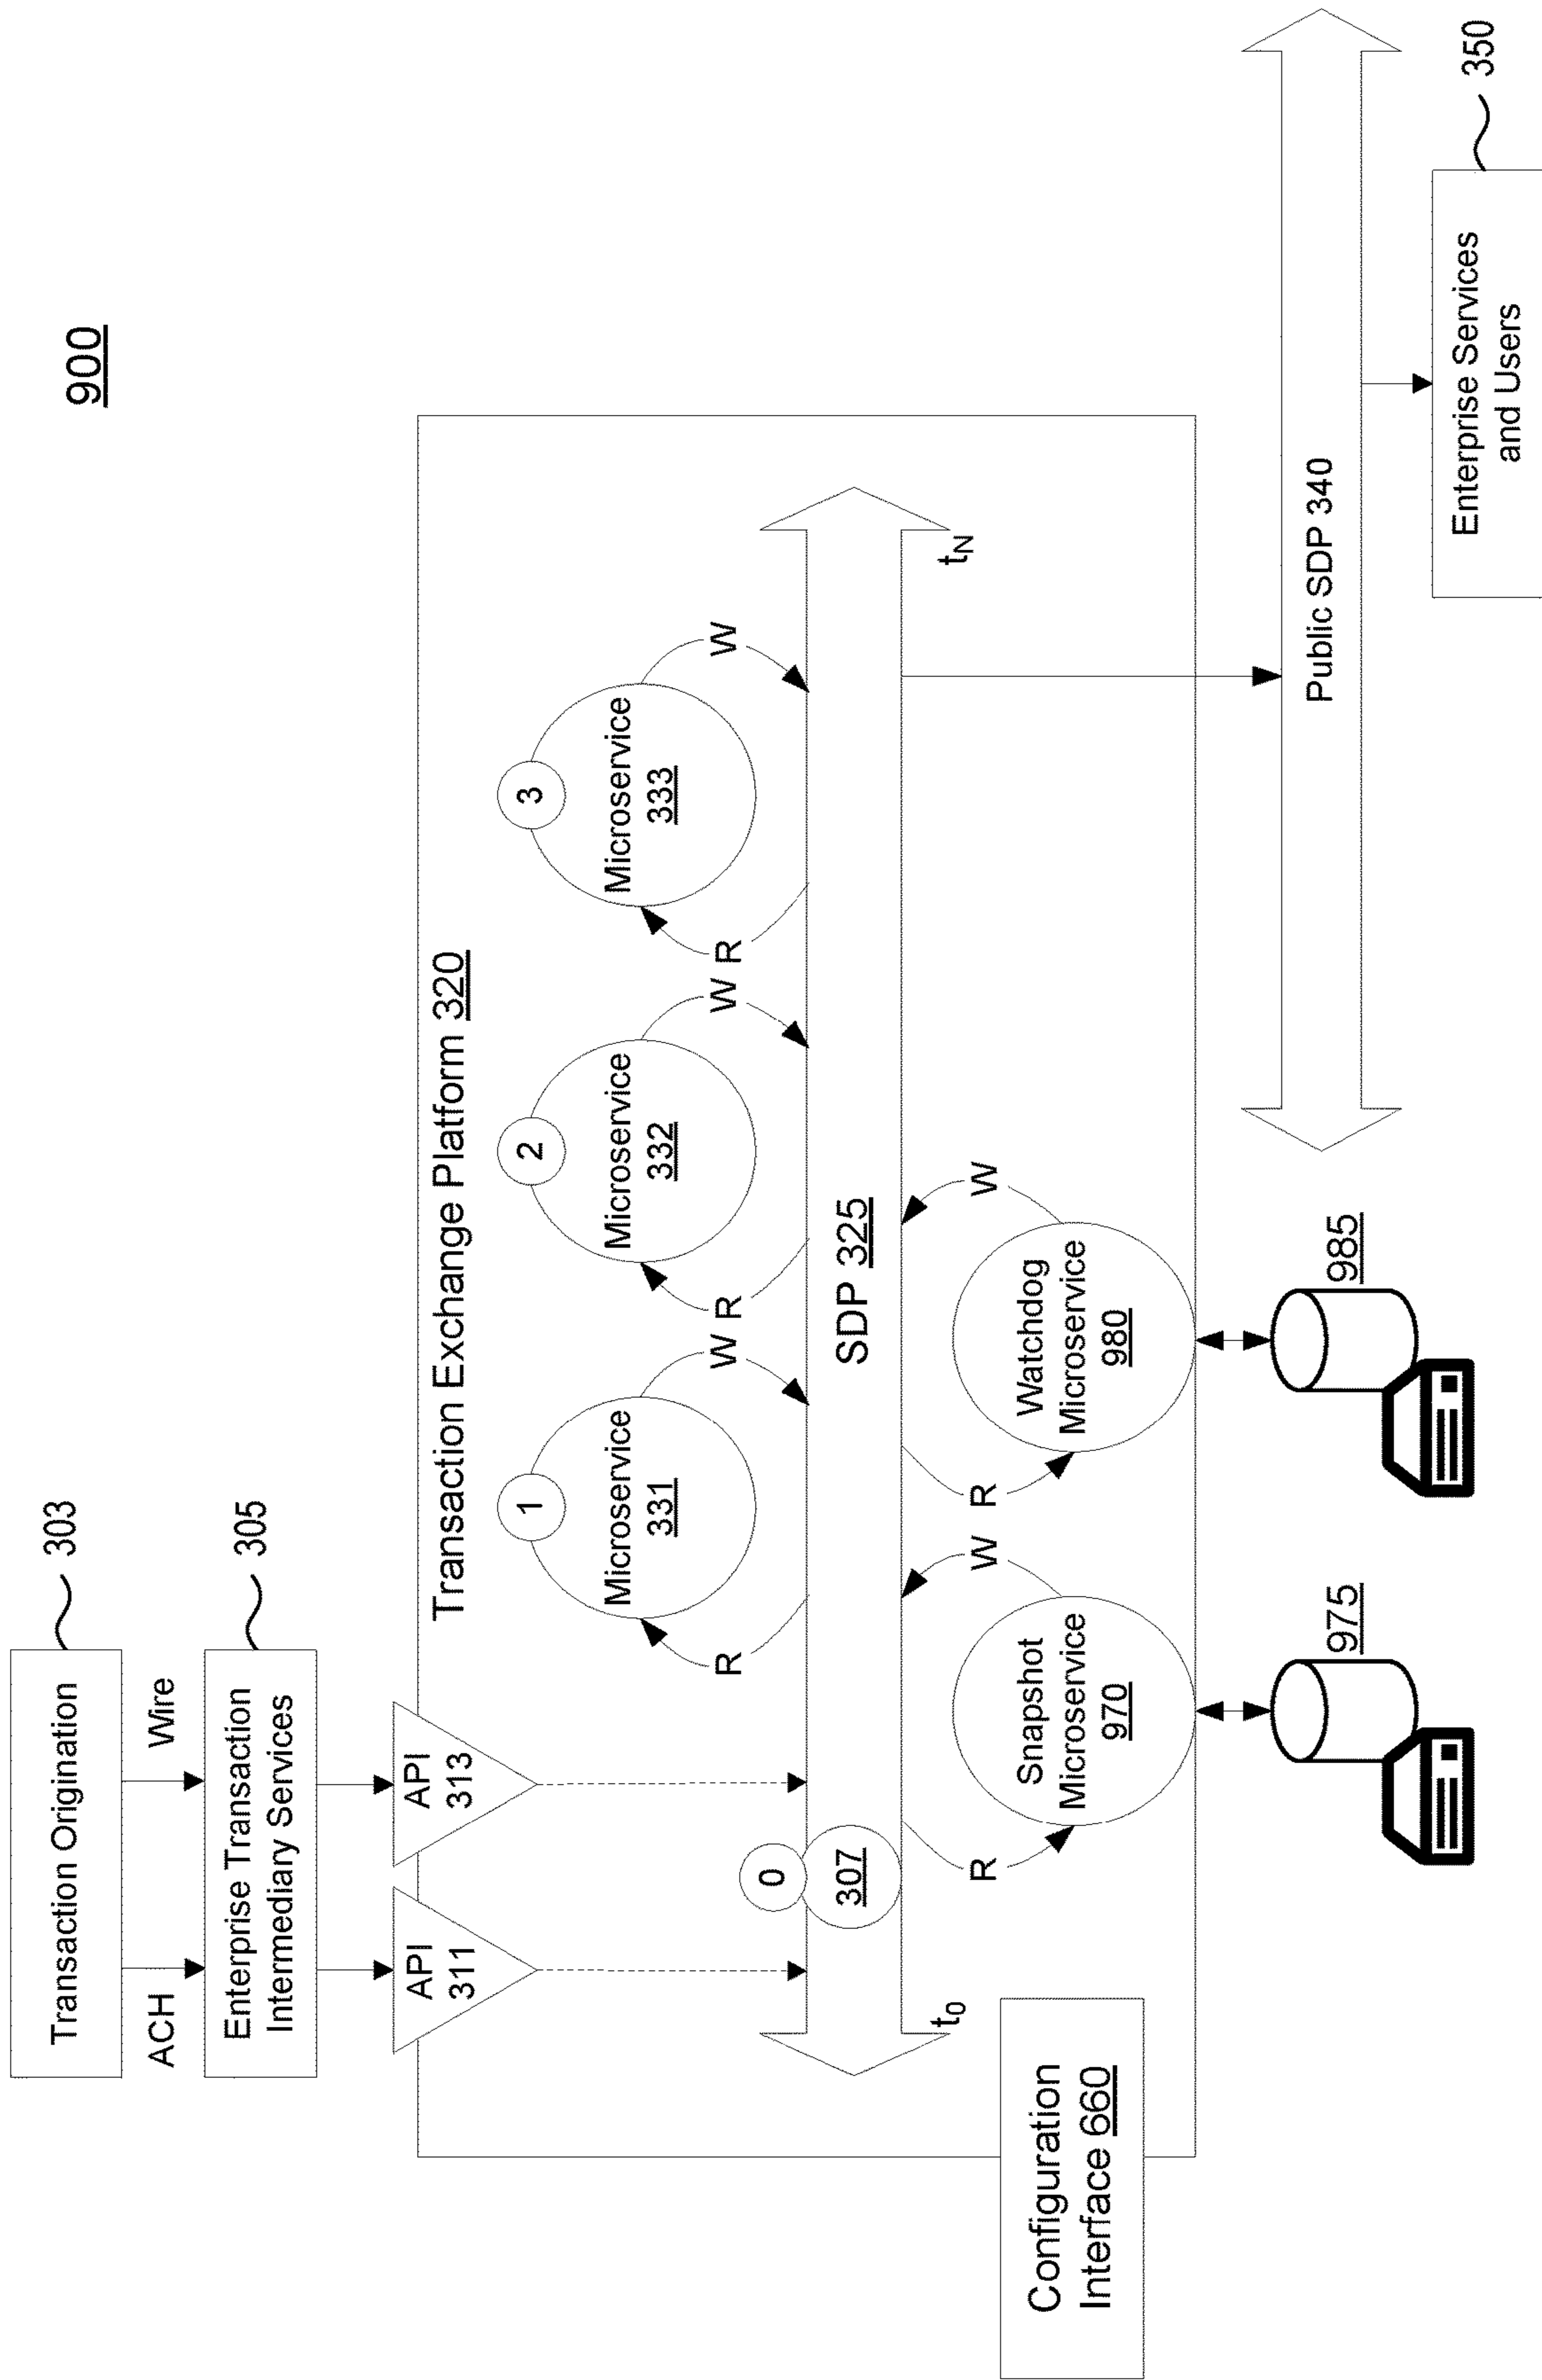 900
Transaction Origination
303
ACH
Wire
Enterprise Transaction
Intermediary Services
305
API
311
API
313
Transaction Exchange Platform 320
1
Microservice
331
R
W
2
Microservice
332
R
W
3
Microservice
333
R
W
0
307
SDP 325
t0
tN
R
Snapshot
Microservice
970
W
R
Watchdog
Microservice
980
W
Configuration
Interface 660
975
985
Public SDP 340
Enterprise Services
and Users
350